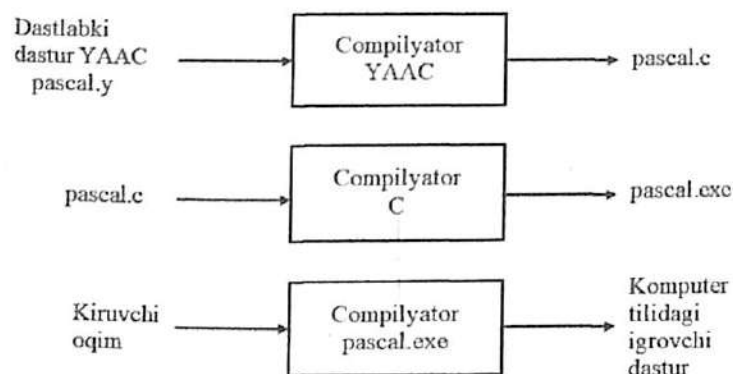 Dastlabki
dastur YAAC
pascal.y
Compilyator
YAAC
pascal.c
pascal.c
Compilyator
C
pascal.exe
Kiruvchi
oqim
Compilyator
pascal.exe
Komputer
tilidagi
igrovchi
dastur